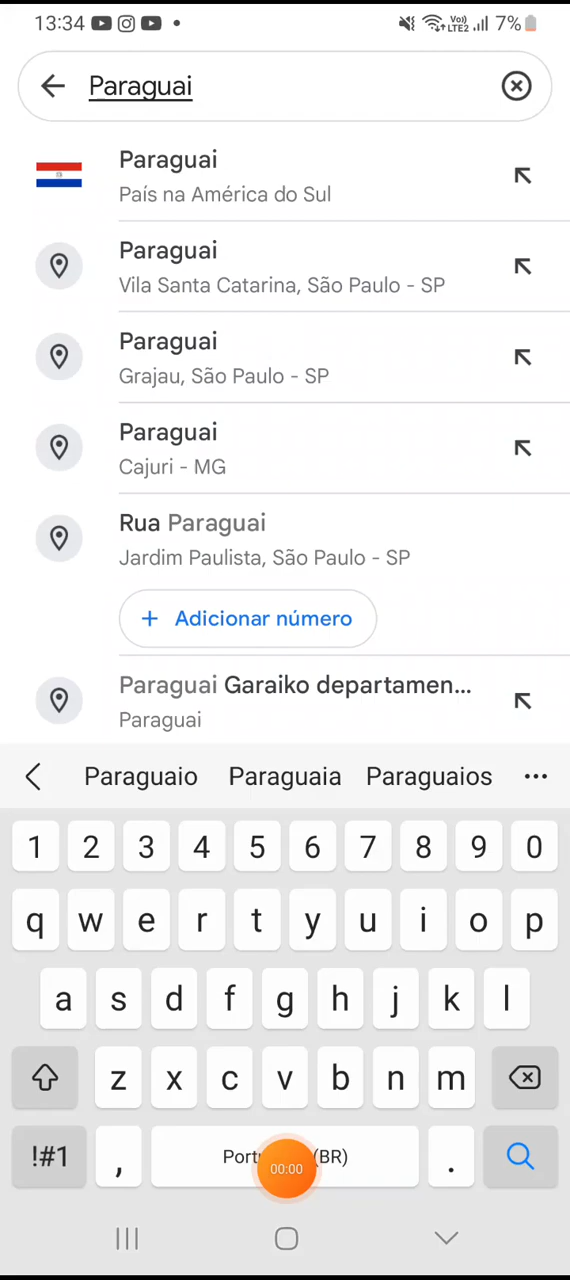 13:34 Vo)) LTE2 7%
Paraguai
Paraguai
País na América do Sul
Paraguai
Vila Santa Catarina, São Paulo - SP
Paraguai
Grajau, São Paulo - SP
Paraguai
Cajuri - MG
Rua Paraguai
Jardim Paulista, São Paulo - SP
+ Adicionar número
Paraguai Garaiko departamen...
Paraguai
Paraguaio Paraguaia Paraguaios ...
1 2 3 4 5 6 7 8 9 0
q w e r t y u i o p
a s d f g h j k l
z x c v b n m
!#1 , (BR) .
00:00